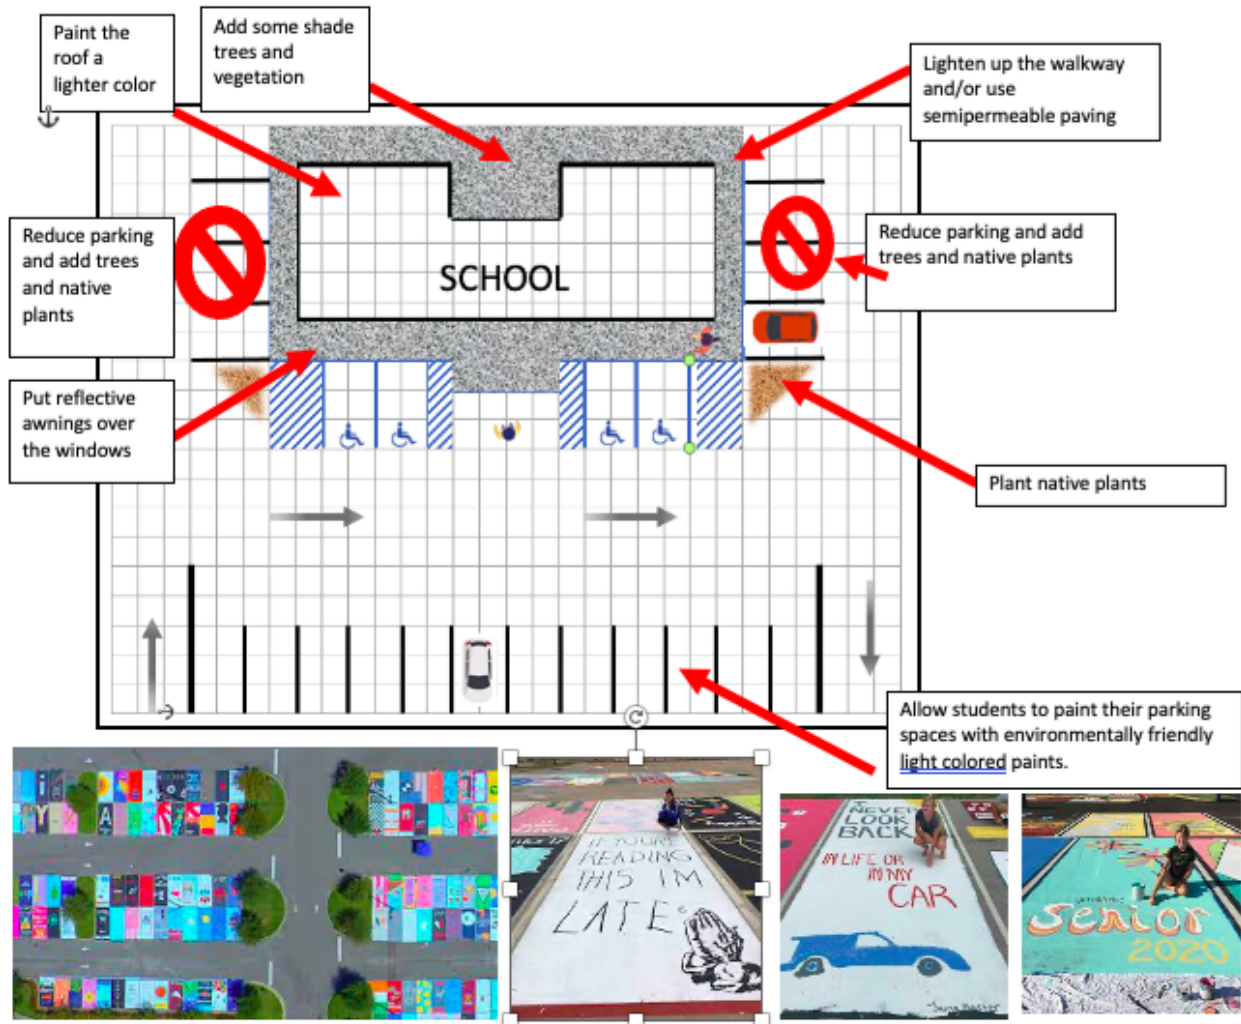 Paint the
roof a
lighter color
Add some shade
trees and
vegetation
Lighten up the walkway
and/or use
semipermeable paving
Reduce parking
and add trees
and native
plants
Reduce parking and add
trees and native plants
SCHOOL
Put reflective
awnings over
the windows
Plant native plants
Allow students to paint their parking
spaces with environmentally friendly
light colored paints.
IF YOU'RE
READING
THIS I'M
LATE
I
NEVER
LOOK
BACK
IN LIFE OR
IN MY
CAR
Senior
2020